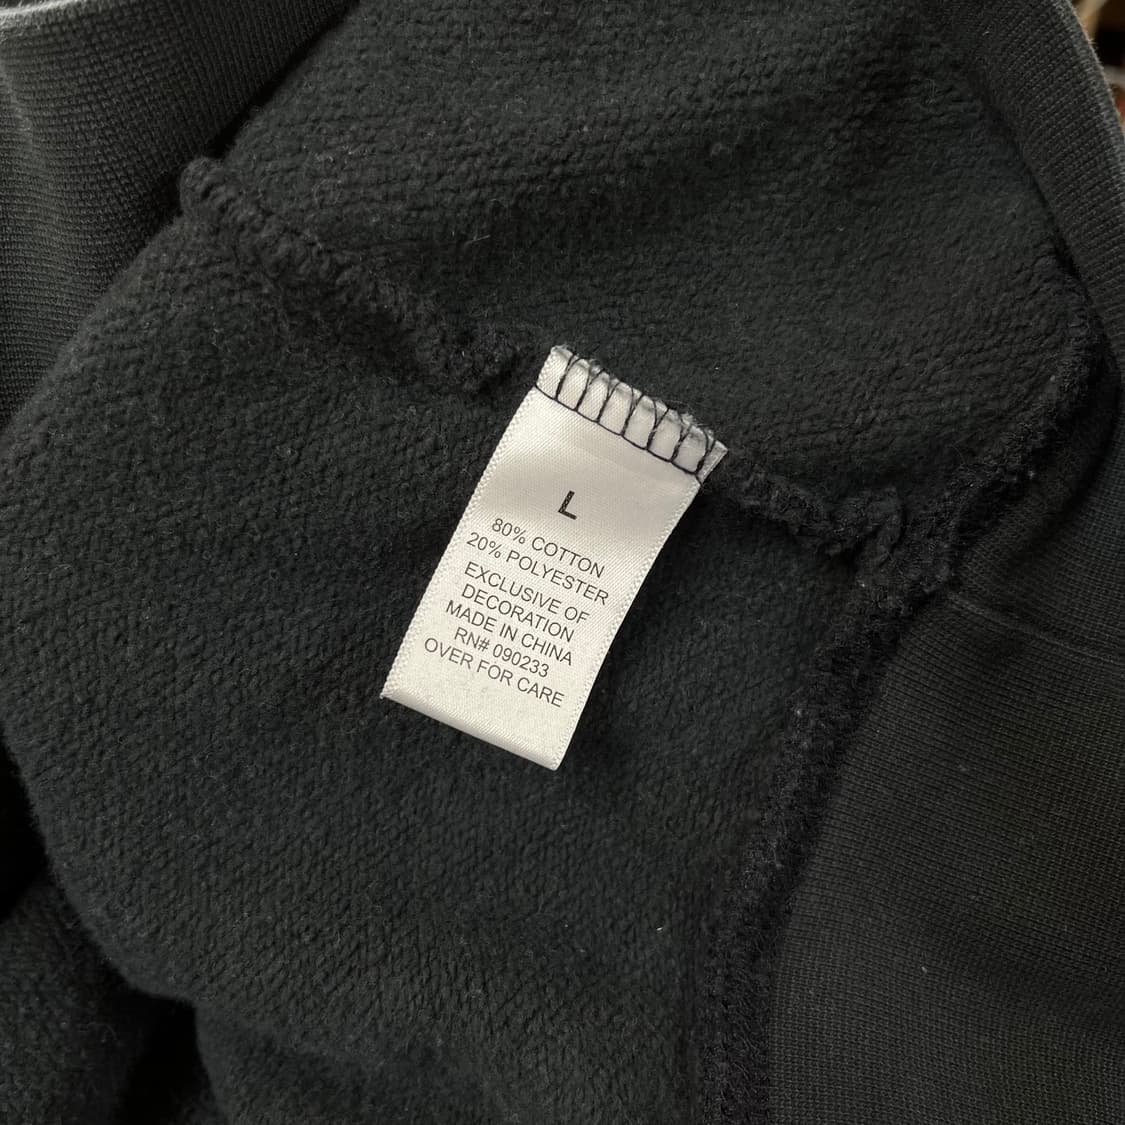 L
80% COTTON
20% POLYESTER
EXCLUSIVE OF
DECORATION
MADE IN CHINA
RN# 090233
OVER FOR CARE